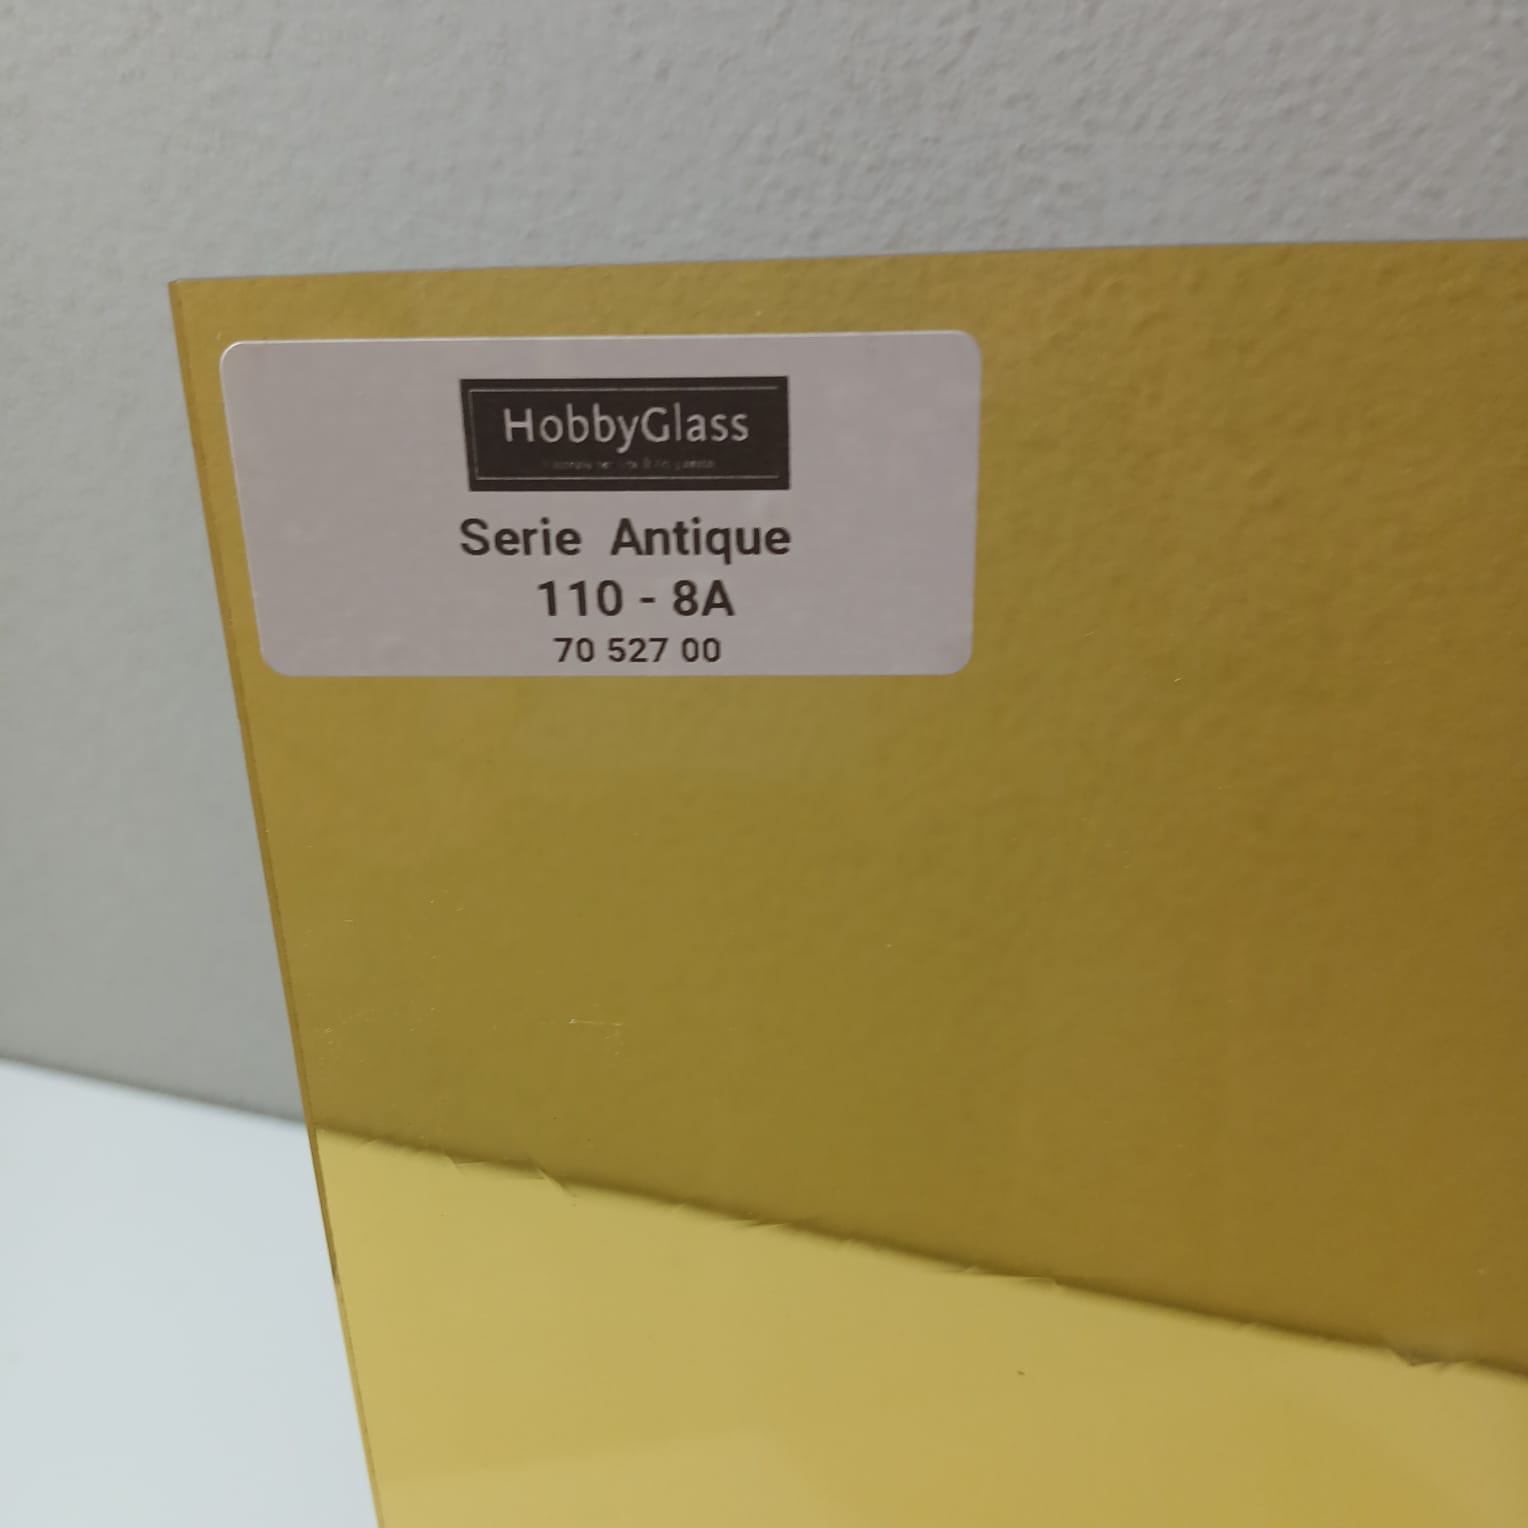 HobbyGlass
Serie Antique
110 - 8A
70 527 00